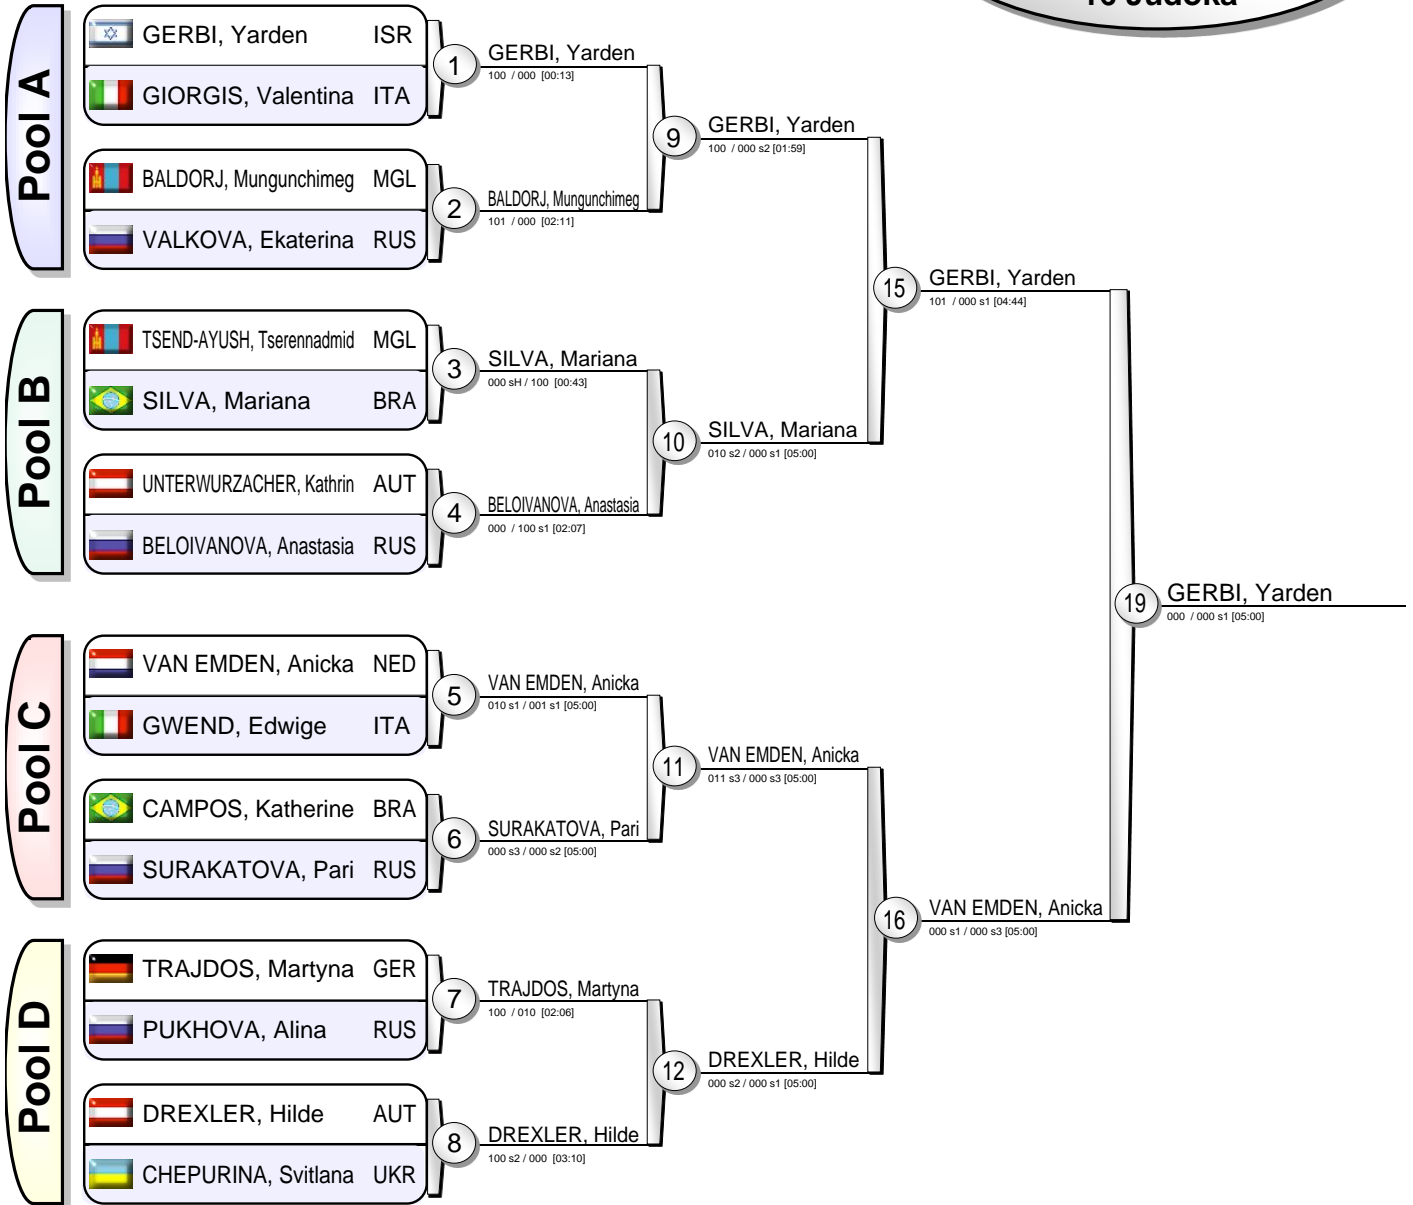 16 Judoka
Pool A
GERBI, Yarden ISR
GIORGIS, Valentina ITA
BALDORJ, Mungunchimeg MGL
VALKOVA, Ekaterina RUS
Pool B
TSEND-AYUSH, Tserennadmid MGL
SILVA, Mariana BRA
UNTERWURZACHER, Kathrin AUT
BELOIVANOVA, Anastasia RUS
Pool C
VAN EMDEN, Anicka NED
GWEND, Edwige ITA
CAMPOS, Katherine BRA
SURAKATOVA, Pari RUS
Pool D
TRAJDOS, Martyna GER
PUKHOVA, Alina RUS
DREXLER, Hilde AUT
CHEPURINA, Svitlana UKR
1
GERBI, Yarden
100 / 000 [00:13]
2
BALDORJ, Mungunchimeg
101 / 000 [02:11]
3
SILVA, Mariana
000 sH / 100 [00:43]
4
BELOIVANOVA, Anastasia
000 / 100 s1 [02:07]
5
VAN EMDEN, Anicka
010 s1 / 001 s1 [05:00]
6
SURAKATOVA, Pari
000 s3 / 000 s2 [05:00]
7
TRAJDOS, Martyna
100 / 010 [02:06]
8
DREXLER, Hilde
100 s2 / 000 [03:10]
9
GERBI, Yarden
100 / 000 s2 [01:59]
10
SILVA, Mariana
010 s2 / 000 s1 [05:00]
11
VAN EMDEN, Anicka
011 s3 / 000 s3 [05:00]
12
DREXLER, Hilde
000 s2 / 000 s1 [05:00]
15
GERBI, Yarden
101 / 000 s1 [04:44]
16
VAN EMDEN, Anicka
000 s1 / 000 s3 [05:00]
19
GERBI, Yarden
000 / 000 s1 [05:00]